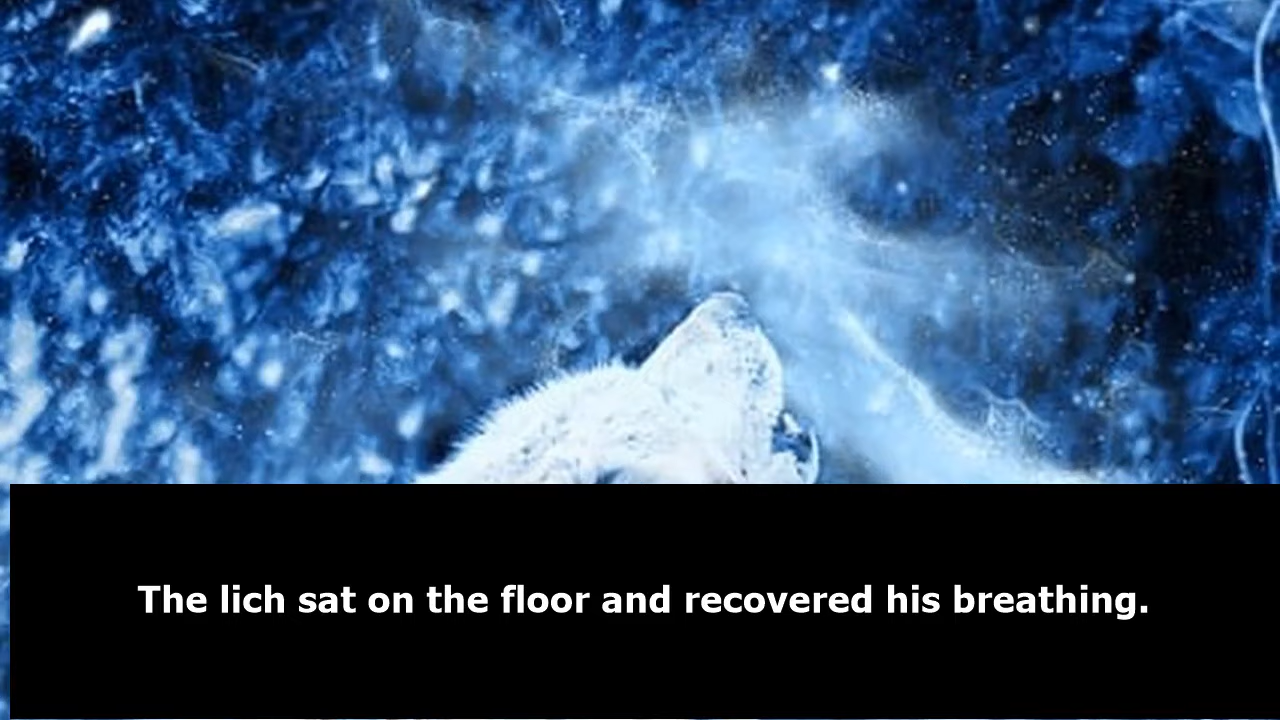 The lich sat on the floor and recovered his breathing.